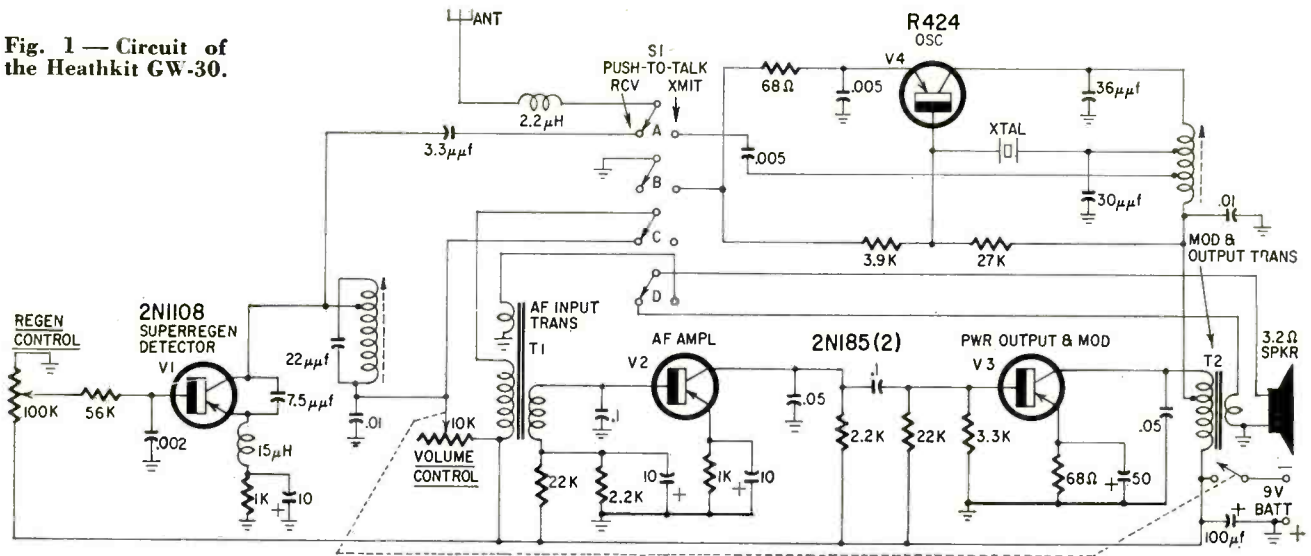 Fig. 1 — Circuit of
the Heathkit GW-30.
ANT
2.2μH
3.3μμf
S1
PUSH-TO-TALK
RCV
XMIT
A
B
C
D
.005
R424
OSC
V4
68Ω
.005
36μμf
XTAL
30μμf
.01
3.9K
27K
MOD &
OUTPUT TRANS
2N1108
SUPERREGEN
DETECTOR
V1
REGEN
CONTROL
100K
56K
.002
22μμf
7.5μμf
15μH
1K
10
+
.01
10K
VOLUME
CONTROL
AF INPUT
TRANS
T1
22K
.1
2.2K
10
+
AF AMPL
V2
1K
10
+
.05
2N185(2)
.1
2.2K
22K
3.3K
PWR OUTPUT & MOD
V3
68Ω
50
+
.05
T2
3.2Ω
SPKR
−
9V
BATT
+
+
100μf